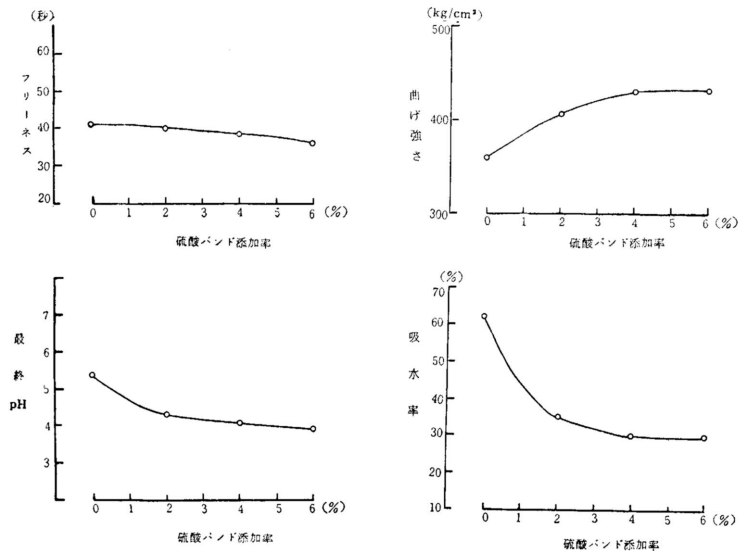 (秒)
60
50
40
30
20
フリーネス
0 1 2 3 4 5 6 (%)
硫酸バンド添加率
(kg/cm²)
500
400
300
曲げ強さ
0 1 2 3 4 5 6 (%)
硫酸バンド添加率
7
6
5
4
3
最終pH
0 1 2 3 4 5 6 (%)
硫酸バンド添加率
(%)
70
60
50
40
30
20
10
吸水率
0 1 2 3 4 5 6 (%)
硫酸バンド添加率